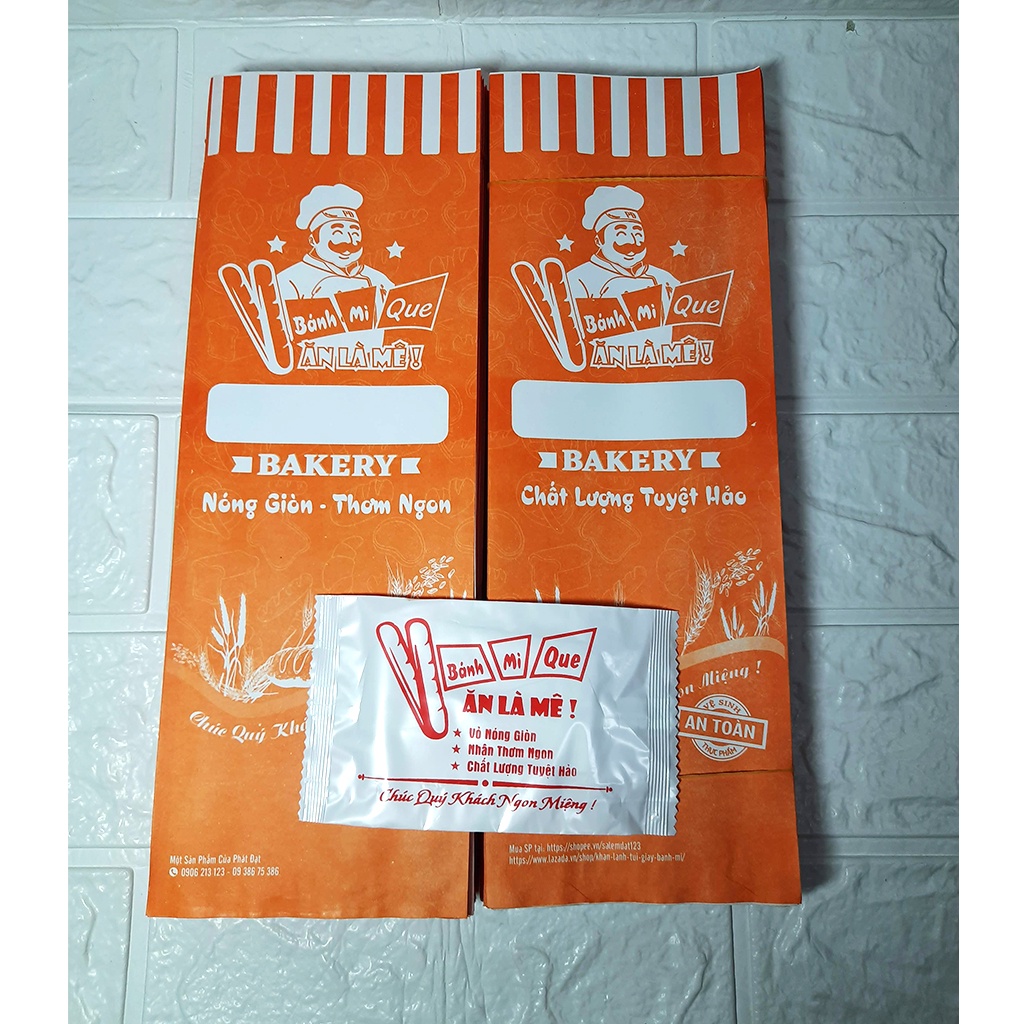 PD
Bánh Mì Que
ĂN LÀ MÊ !
BAKERY
Nóng Giòn - Thơm Ngon
Chúc Quý Khá
Một Sản Phẩm Của Phát Đạt
0906 213 123 - 09 386 75 386
PD
Bánh Mì Que
ĂN LÀ MÊ !
BAKERY
Chất Lượng Tuyệt Hảo
on Miệng !
VỆ SINH
AN TOÀN
THỰC PHẨM
Mua SP tại: https://shopee.vn/salemdat123
https://www.lazada.vn/shop/khan-lanh-tui-giay-banh-mi/
Bánh Mì Que
ĂN LÀ MÊ !
★ Vỏ Nóng Giòn
★ Nhân Thơm Ngon
★ Chất Lượng Tuyệt Hảo
Chúc Quý Khách Ngon Miệng !